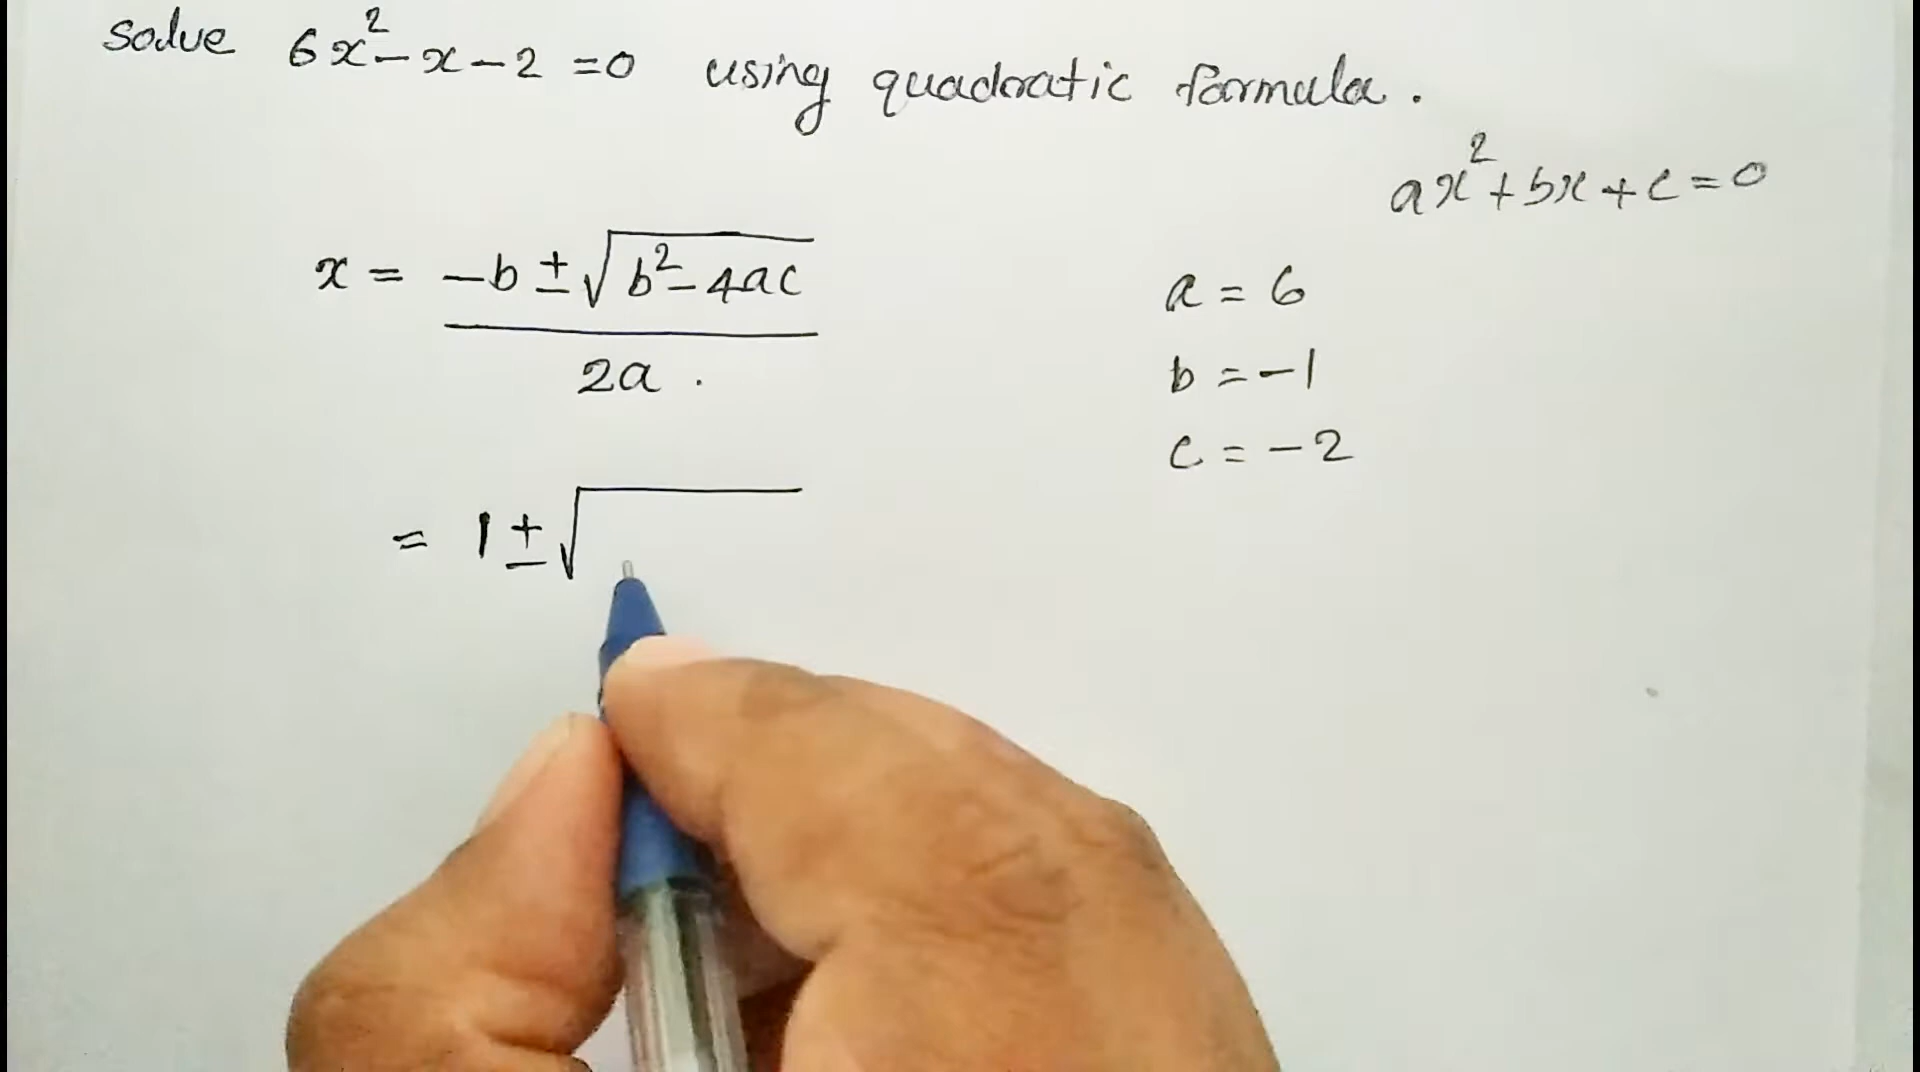 Solve 6x² - x - 2 = 0 using quadratic formula.
ax² + bx + c = 0
x = (-b ± √(b² - 4ac)) / 2a .
a = 6
b = -1
c = -2
= 1 ± √